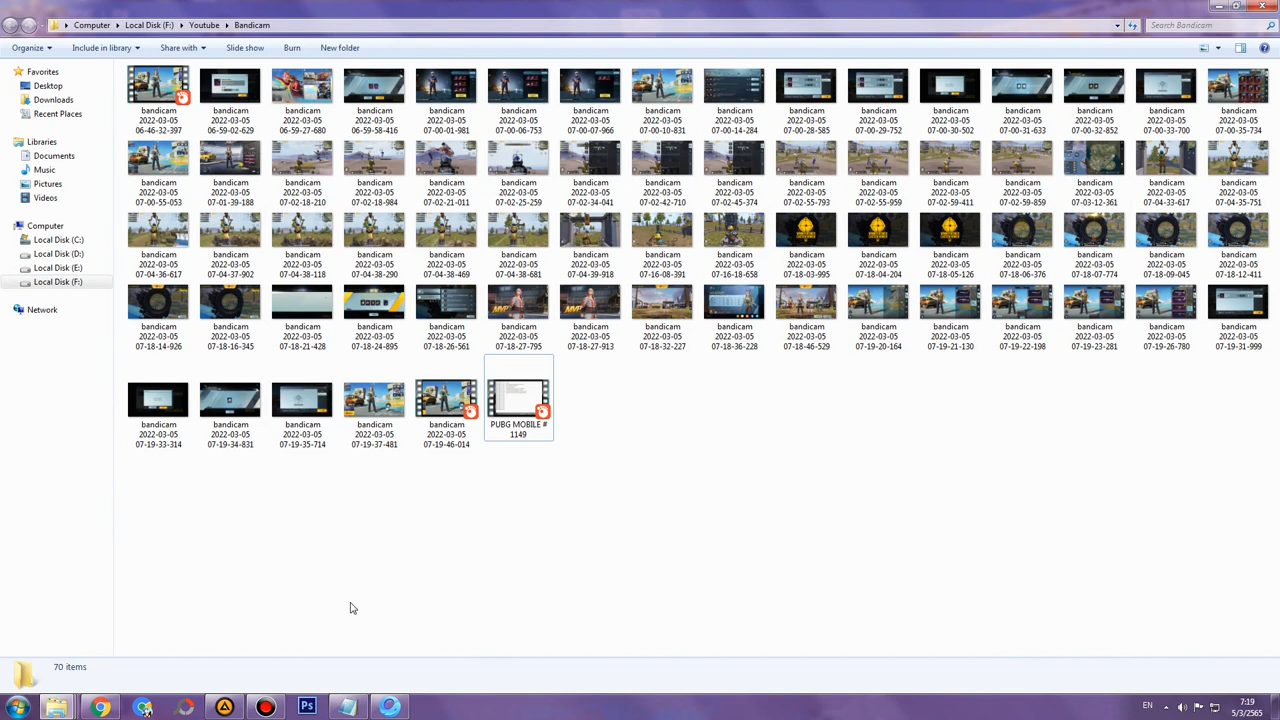 Computer ▸ Local Disk (F:) ▸ Youtube ▸ Bandicam
Search Bandicam
Organize Include in library Share with Slide show Burn New folder
Favorites
Desktop
Downloads
Recent Places
Libraries
Documents
Music
Pictures
Videos
Computer
Local Disk (C:)
Local Disk (D:)
Local Disk (E:)
Local Disk (F:)
Network
bandicam bandicam bandicam bandicam bandicam bandicam bandicam bandicam bandicam bandicam bandicam bandicam bandicam bandicam bandicam bandicam
2022-03-05 2022-03-05 2022-03-05 2022-03-05 2022-03-05 2022-03-05 2022-03-05 2022-03-05 2022-03-05 2022-03-05 2022-03-05 2022-03-05 2022-03-05 2022-03-05 2022-03-05 2022-03-05
06-46-32-397 06-59-02-629 06-59-27-680 06-59-58-416 07-00-01-981 07-00-06-753 07-00-07-966 07-00-10-831 07-00-14-284 07-00-28-585 07-00-29-752 07-00-30-502 07-00-31-633 07-00-32-852 07-00-33-700 07-00-35-734
bandicam bandicam bandicam bandicam bandicam bandicam bandicam bandicam bandicam bandicam bandicam bandicam bandicam bandicam bandicam bandicam
2022-03-05 2022-03-05 2022-03-05 2022-03-05 2022-03-05 2022-03-05 2022-03-05 2022-03-05 2022-03-05 2022-03-05 2022-03-05 2022-03-05 2022-03-05 2022-03-05 2022-03-05 2022-03-05
07-00-55-053 07-01-39-188 07-02-18-210 07-02-18-984 07-02-21-011 07-02-25-259 07-02-34-041 07-02-42-710 07-02-45-374 07-02-55-793 07-02-55-959 07-02-59-411 07-02-59-859 07-03-12-361 07-04-33-617 07-04-35-751
bandicam bandicam bandicam bandicam bandicam bandicam bandicam bandicam bandicam bandicam bandicam bandicam bandicam bandicam bandicam bandicam
2022-03-05 2022-03-05 2022-03-05 2022-03-05 2022-03-05 2022-03-05 2022-03-05 2022-03-05 2022-03-05 2022-03-05 2022-03-05 2022-03-05 2022-03-05 2022-03-05 2022-03-05 2022-03-05
07-04-36-617 07-04-37-902 07-04-38-118 07-04-38-290 07-04-38-469 07-04-38-681 07-04-39-918 07-16-08-391 07-16-18-658 07-18-03-995 07-18-04-204 07-18-05-126 07-18-06-376 07-18-07-774 07-18-09-045 07-18-12-411
MVP MVP
bandicam bandicam bandicam bandicam bandicam bandicam bandicam bandicam bandicam bandicam bandicam bandicam bandicam bandicam bandicam bandicam
2022-03-05 2022-03-05 2022-03-05 2022-03-05 2022-03-05 2022-03-05 2022-03-05 2022-03-05 2022-03-05 2022-03-05 2022-03-05 2022-03-05 2022-03-05 2022-03-05 2022-03-05 2022-03-05
07-18-14-926 07-18-16-345 07-18-21-428 07-18-24-895 07-18-26-561 07-18-27-795 07-18-27-913 07-18-32-227 07-18-36-228 07-18-46-529 07-19-20-164 07-19-21-130 07-19-22-198 07-19-23-281 07-19-26-780 07-19-31-999
bandicam bandicam bandicam bandicam bandicam PUBG MOBILE #
2022-03-05 2022-03-05 2022-03-05 2022-03-05 2022-03-05 1149
07-19-33-314 07-19-34-831 07-19-35-714 07-19-37-481 07-19-46-014
70 items
Ps
EN
7:19
5/3/2565